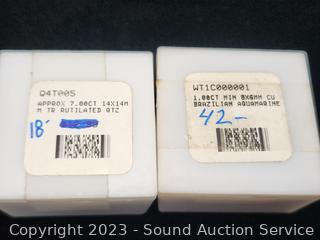 Q4T005
APPROX 7.00CT 14X14M
M TR RUTILATED QTZ
18-
WT1C000001
1.00CT MIN 8X6MM CU
BRAZILIAN AQUAMARINE
42-
Copyright 2023 - Sound Auction Service